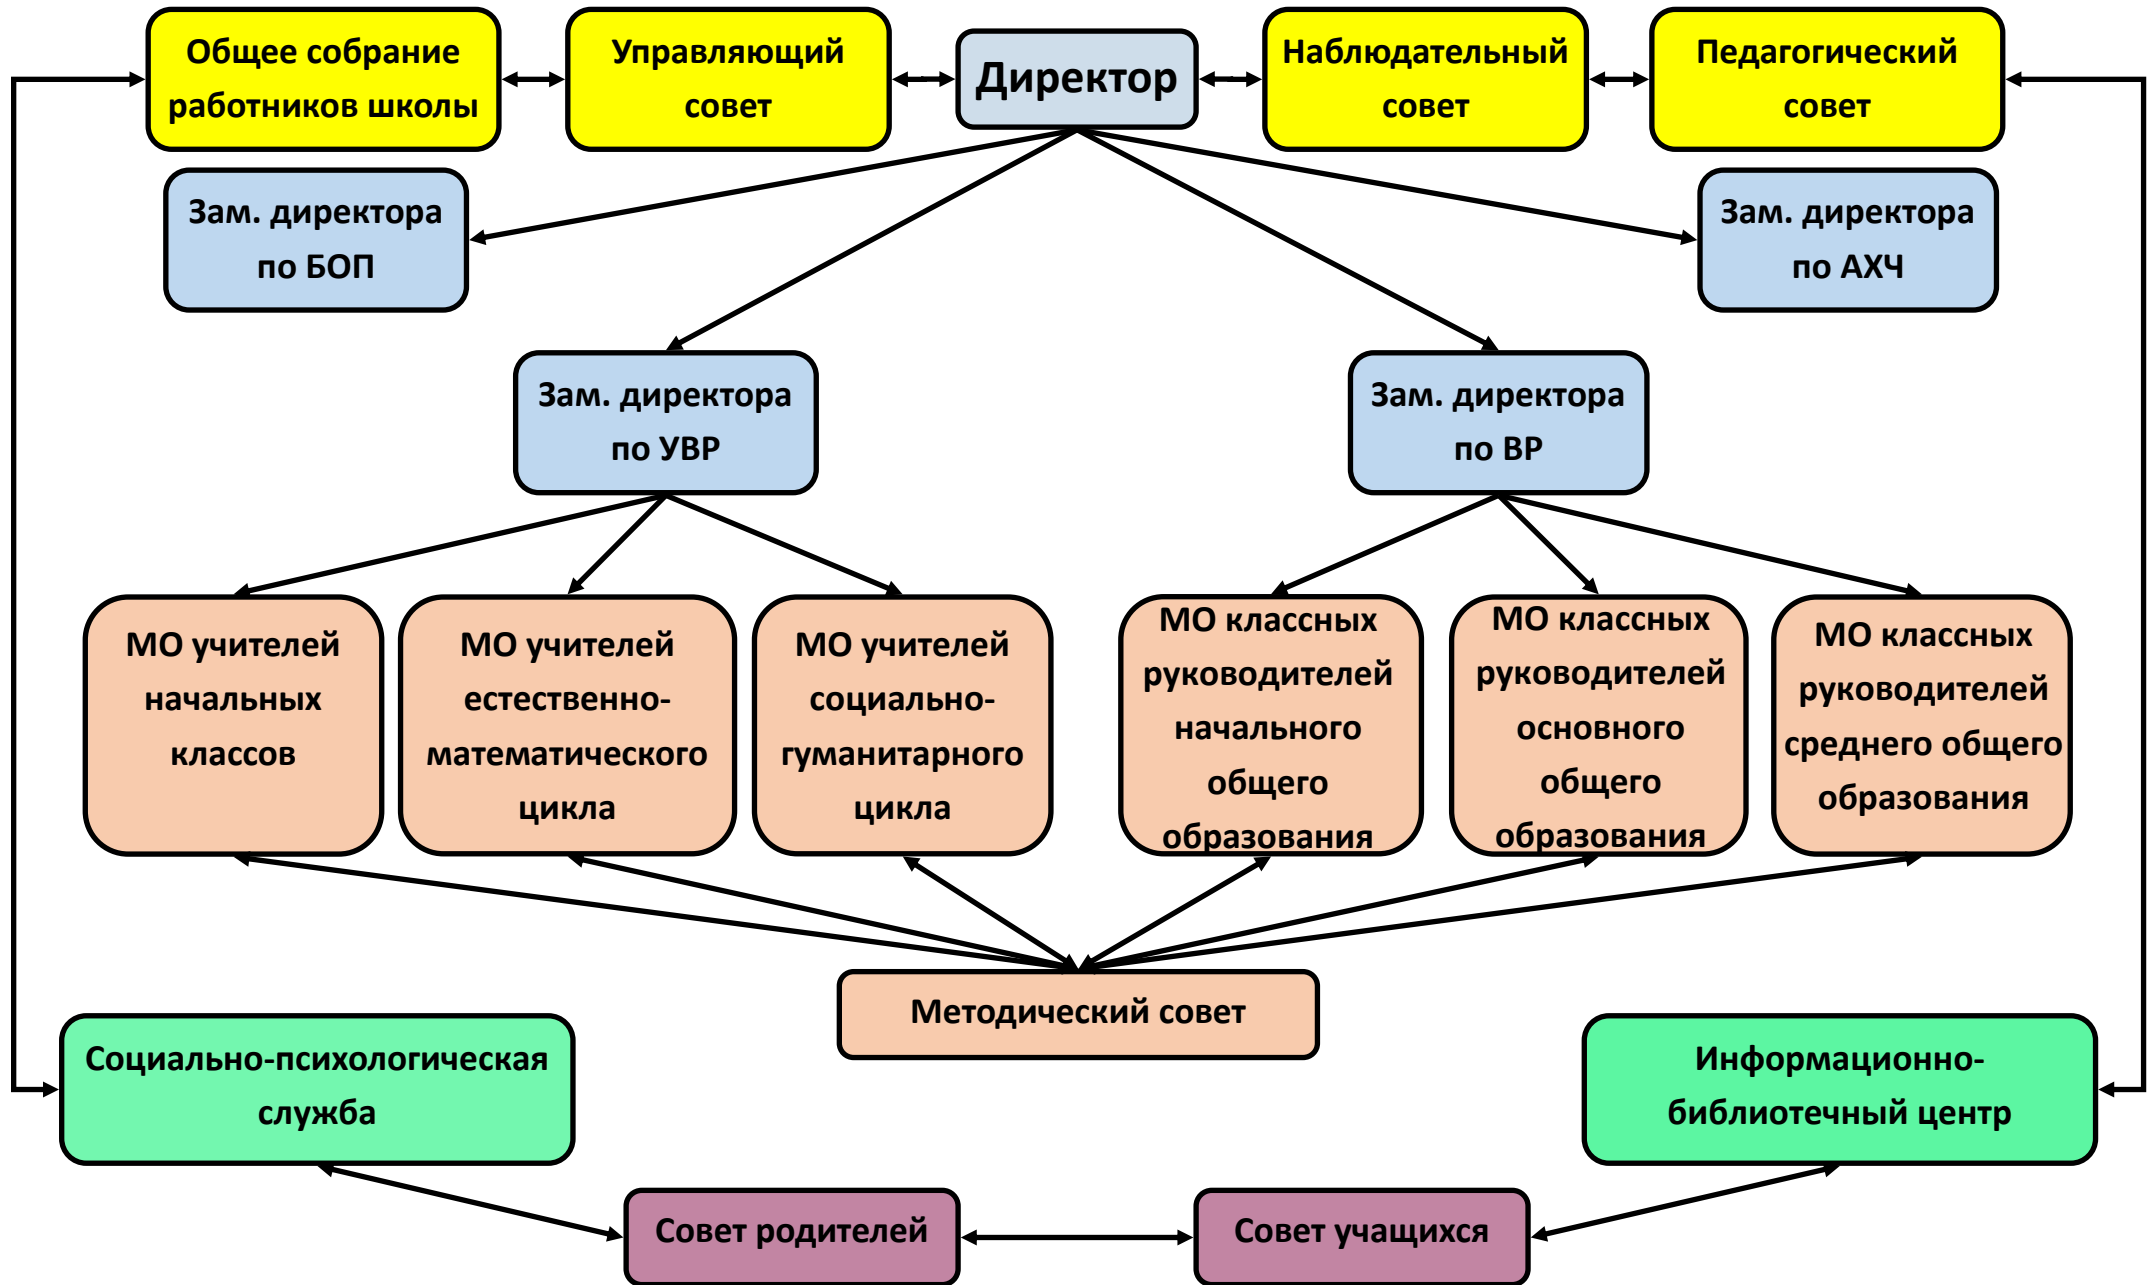 Общее собрание
работников школы
Управляющий
совет
Директор
Наблюдательный
совет
Педагогический
совет
Зам. директора
по БОП
Зам. директора
по АХЧ
Зам. директора
по УВР
Зам. директора
по ВР
МО учителей
начальных
классов
МО учителей
естественно-
математического
цикла
МО учителей
социально-
гуманитарного
цикла
МО классных
руководителей
начального
общего
образования
МО классных
руководителей
основного
общего
образования
МО классных
руководителей
среднего общего
образования
Методический совет
Социально-психологическая
служба
Информационно-
библиотечный центр
Совет родителей
Совет учащихся